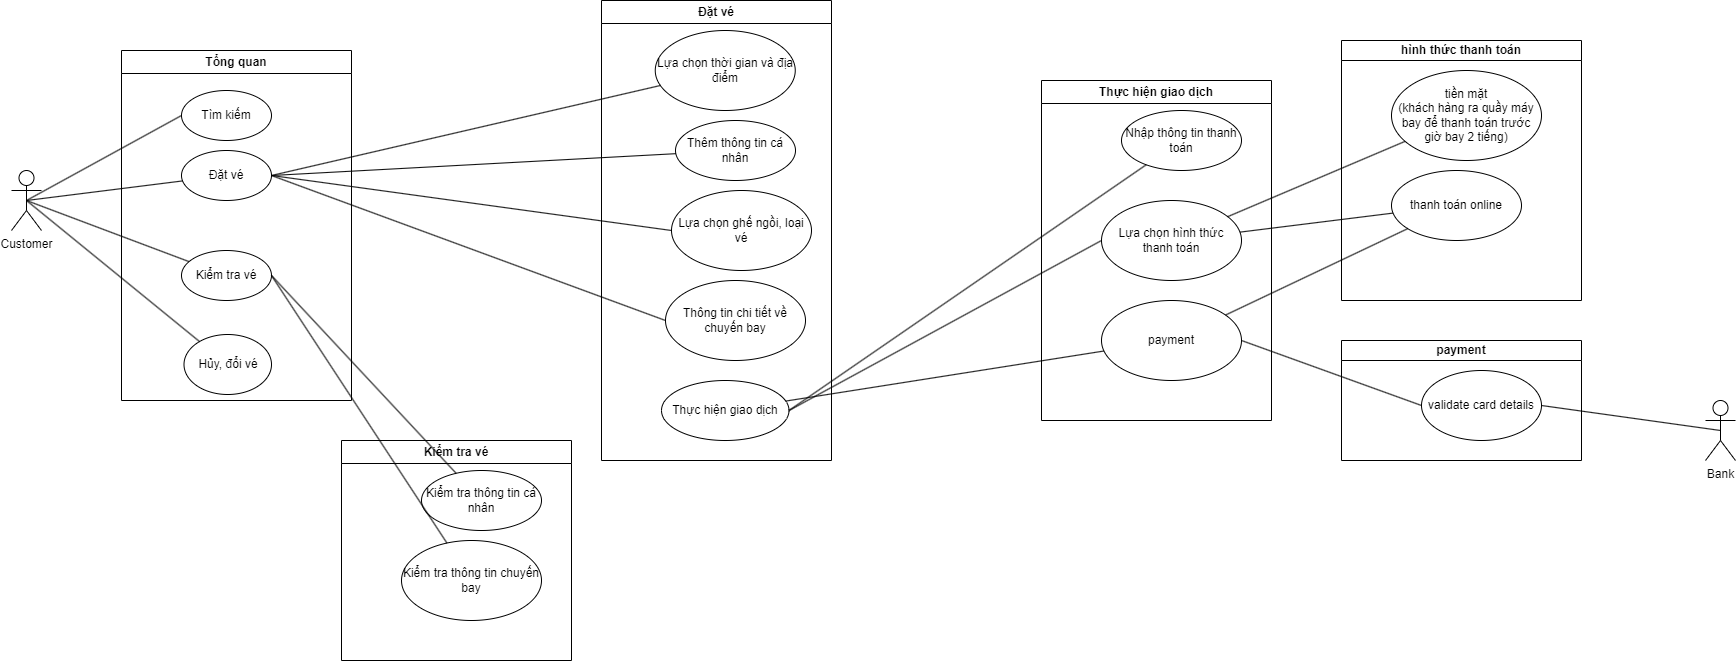 Customer
Tổng quan
Tìm kiếm
Đặt vé
Kiểm tra vé
Hủy, đổi vé
Kiểm tra vé
Kiểm tra thông tin cá
nhân
Kiểm tra thông tin chuyến
bay
Đặt vé
Lựa chọn thời gian và địa
điểm
Thêm thông tin cá
nhân
Lựa chọn ghế ngồi, loại
vé
Thông tin chi tiết về
chuyến bay
Thực hiện giao dịch
Thực hiện giao dịch
Nhập thông tin thanh
toán
Lựa chọn hình thức
thanh toán
payment
hình thức thanh toán
tiền mặt
(khách hàng ra quầy máy
bay để thanh toán trước
giờ bay 2 tiếng)
thanh toán online
payment
validate card details
Bank